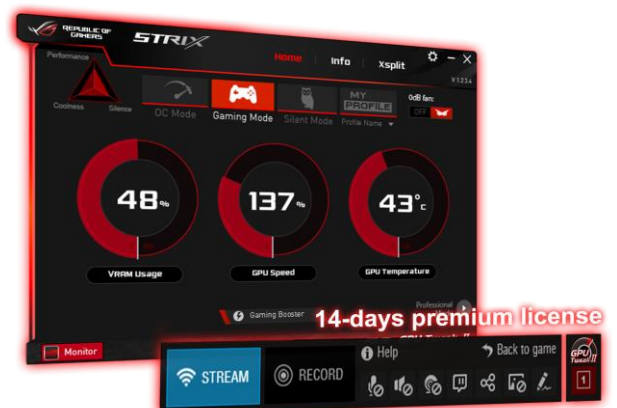 REPUBLIC OF
GAMERS
STRIX
Home
Info
Xsplit
V 1.2.3.4
Performance
Coolness
Silence
OC Mode
Gaming Mode
Silent Mode
MY
PROFILE
Profile Name
0dB fan:
OFF
48%
137%
43°c
VRAM Usage
GPU Speed
GPU Temperature
Gaming Booster
Professional
14-days premium license
Monitor
STREAM
RECORD
Help
Back to game
GPU
Tweak II
1